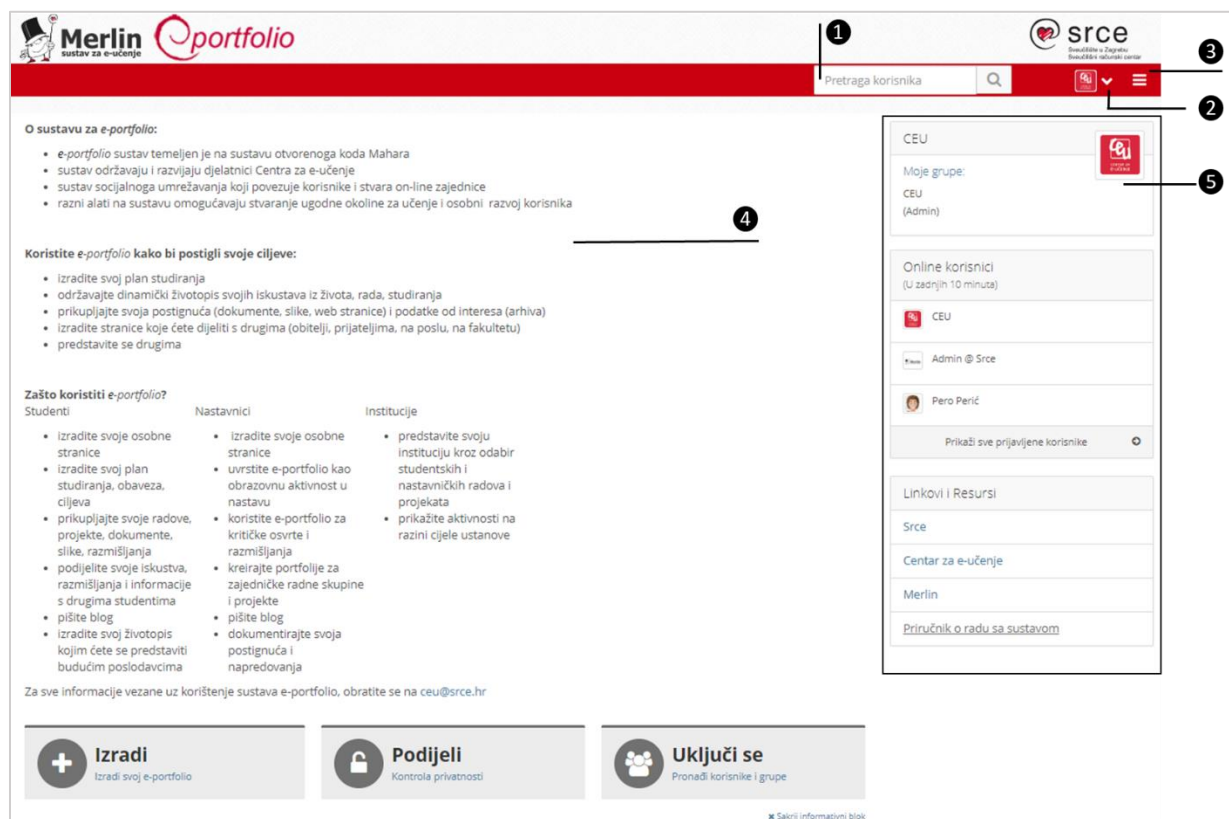 Merlin
sustav za e-učenje
eportfolio
srce
Sveučilište u Zagrebu
Sveučilišni računski centar
1
2
3
Pretraga korisnika
O sustavu za e-portfolio:
• e-portfolio sustav temeljen je na sustavu otvorenoga koda Mahara
• sustav održavaju i razvijaju djelatnici Centra za e-učenje
• sustav socijalnoga umrežavanja koji povezuje korisnike i stvara on-line zajednice
• razni alati na sustavu omogućavaju stvaranje ugodne okoline za učenje i osobni razvoj korisnika
4
Koristite e-portfolio kako bi postigli svoje ciljeve:
• izradite svoj plan studiranja
• održavajte dinamički životopis svojih iskustava iz života, rada, studiranja
• prikupljajte svoja postignuća (dokumente, slike, web stranice) i podatke od interesa (arhiva)
• izradite stranice koje ćete dijeliti s drugima (obitelji, prijateljima, na poslu, na fakultetu)
• predstavite se drugima
Zašto koristiti e-portfolio?
Studenti
• izradite svoje osobne
stranice
• izradite svoj plan
studiranja, obaveza,
ciljeva
• prikupljajte svoje radove,
projekte, dokumente,
slike, razmišljanja
• podijelite svoje iskustva,
razmišljanja i informacije
s drugima studentima
• pišite blog
• izradite svoj životopis
kojim ćete se predstaviti
budućim poslodavcima
Nastavnici
• izradite svoje osobne
stranice
• uvrstite e-portfolio kao
obrazovnu aktivnost u
nastavu
• koristite e-portfolio za
kritičke osvrte i
razmišljanja
• kreirajte portfolije za
zajedničke radne skupine
i projekte
• pišite blog
• dokumentirajte svoja
postignuća i
napredovanja
Institucije
• predstavite svoju
instituciju kroz odabir
studentskih i
nastavničkih radova i
projekata
• prikažite aktivnosti na
razini cijele ustanove
Za sve informacije vezane uz korištenje sustava e-portfolio, obratite se na ceu@srce.hr
Izradi
Izradi svoj e-portfolio
Podijeli
Kontrola privatnosti
Uključi se
Pronađi korisnike i grupe
✖ Sakrij informativni blok
CEU
ceu
5
Moje grupe:
CEU
(Admin)
Online korisnici
(U zadnjih 10 minuta)
CEU
Admin @ Srce
Pero Perić
Prikaži sve prijavljene korisnike
Linkovi i Resursi
Srce
Centar za e-učenje
Merlin
Priručnik o radu sa sustavom